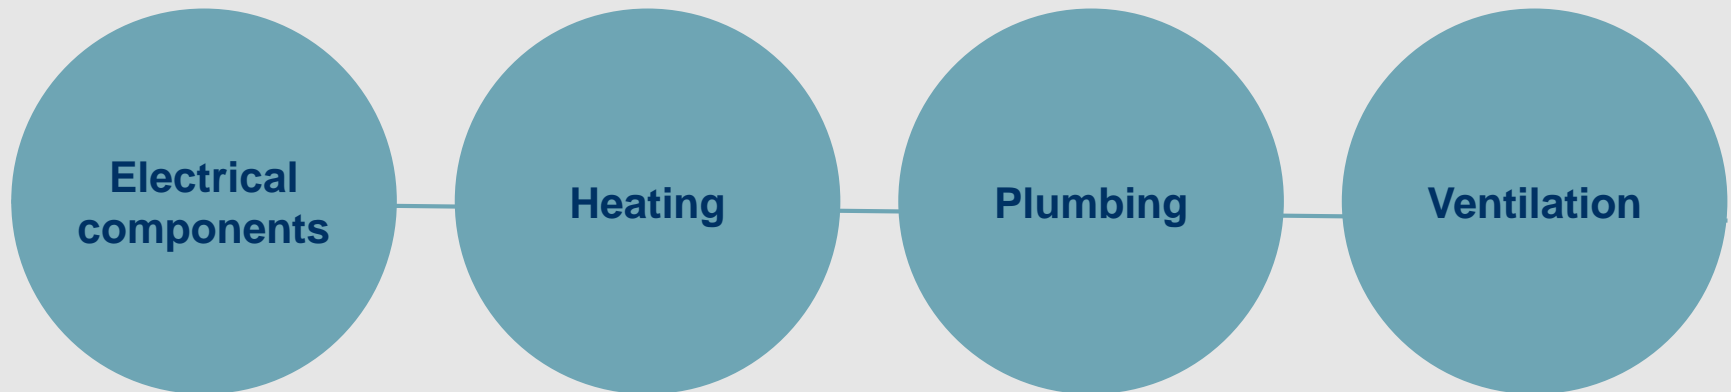 Electrical
components
Heating
Plumbing
Ventilation